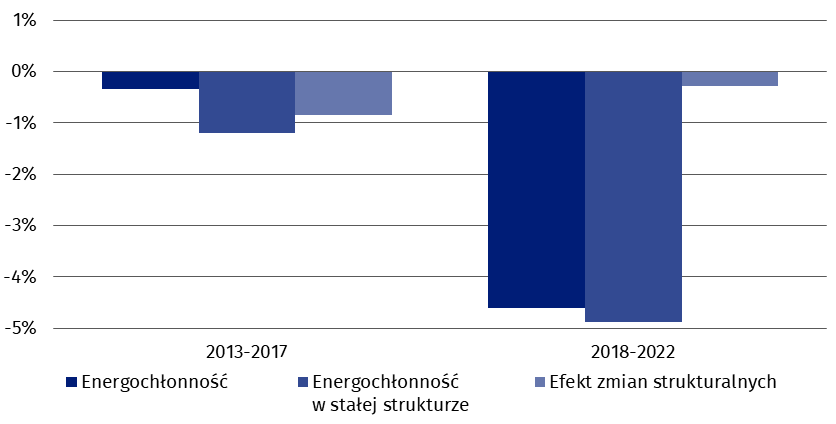 1%
0%
-1%
-2%
-3%
-4%
-5%
2013-2017
2018-2022
Energochłonność
Energochłonność
w stałej strukturze
Efekt zmian strukturalnych